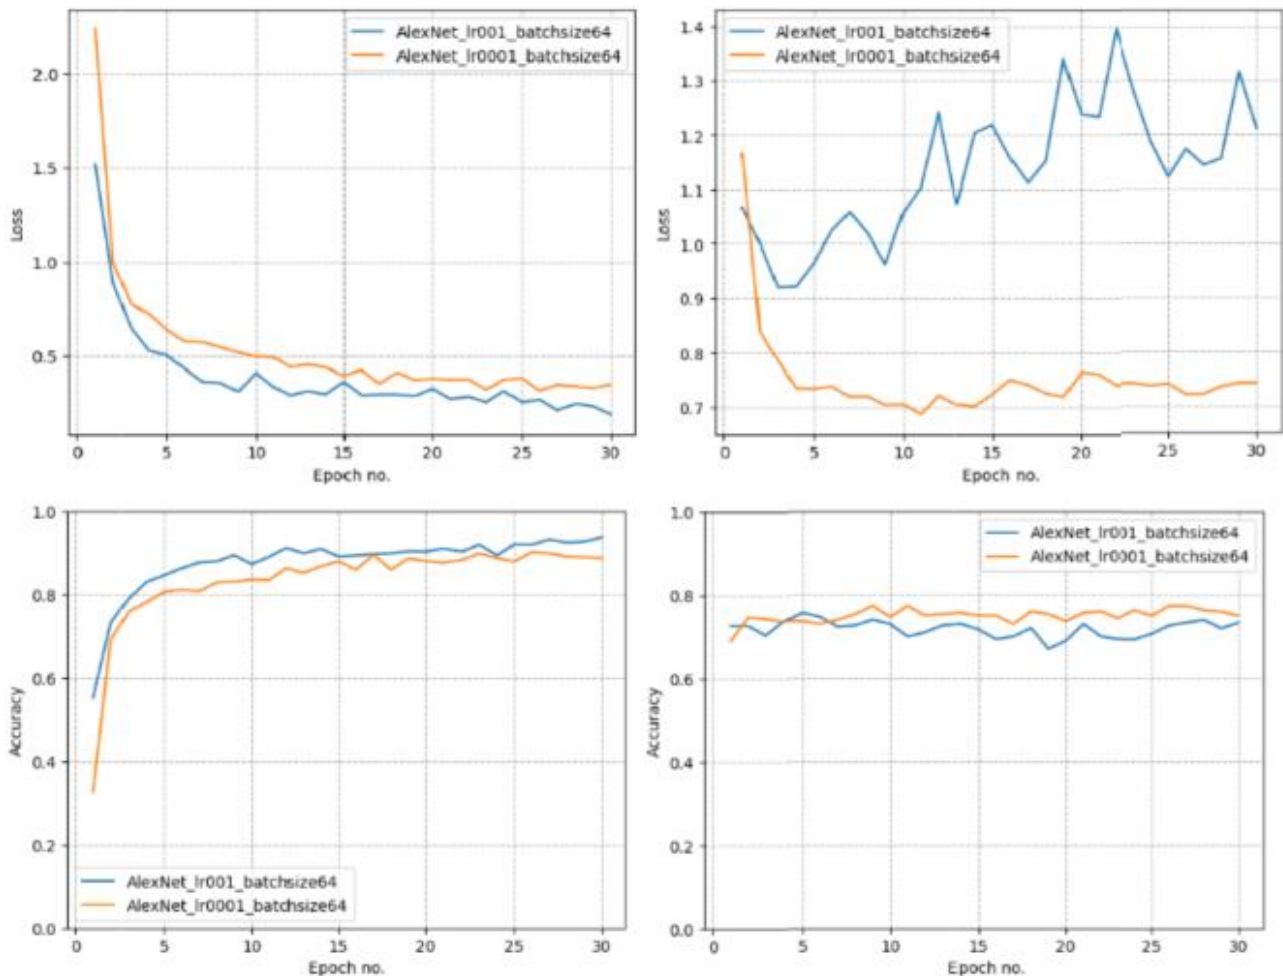 AlexNet_lr001_batchsize64
AlexNet_lr0001_batchsize64
2.0
1.5
1.0
0.5
Loss
0 5 10 15 20 25 30
Epoch no.
AlexNet_lr001_batchsize64
AlexNet_lr0001_batchsize64
1.4
1.3
1.2
1.1
1.0
0.9
0.8
0.7
Loss
0 5 10 15 20 25 30
Epoch no.
1.0
0.8
0.6
0.4
0.2
0.0
Accuracy
AlexNet_lr001_batchsize64
AlexNet_lr0001_batchsize64
0 5 10 15 20 25 30
Epoch no.
AlexNet_lr001_batchsize64
AlexNet_lr0001_batchsize64
1.0
0.8
0.6
0.4
0.2
0.0
Accuracy
0 5 10 15 20 25 30
Epoch no.